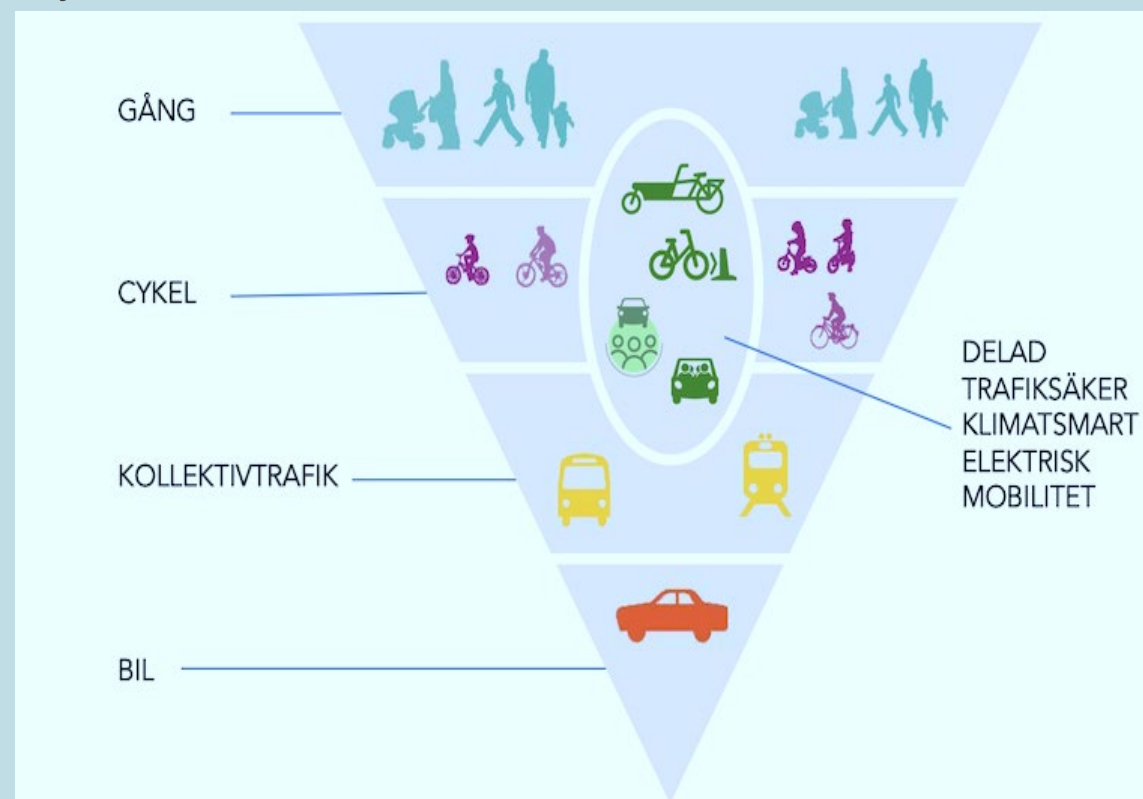 GÅNG
CYKEL
DELAD
TRAFIKSÄKER
KLIMATSMART
ELEKTRISK
MOBILITET
KOLLEKTIVTRAFIK
BIL